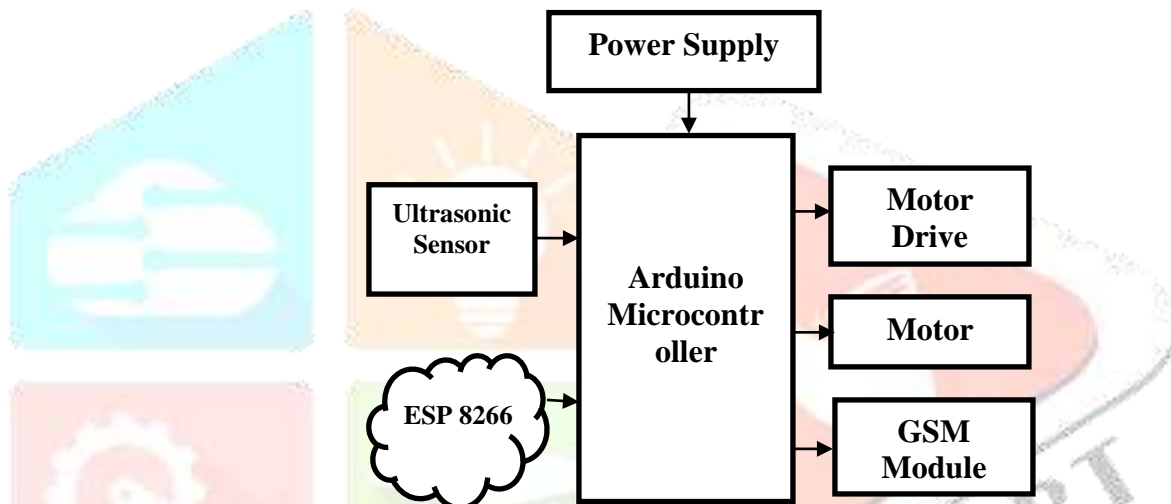 Power Supply
Ultrasonic
Sensor
Motor
Drive
Arduino
Microcontr
oller
Motor
ESP 8266
GSM
Module